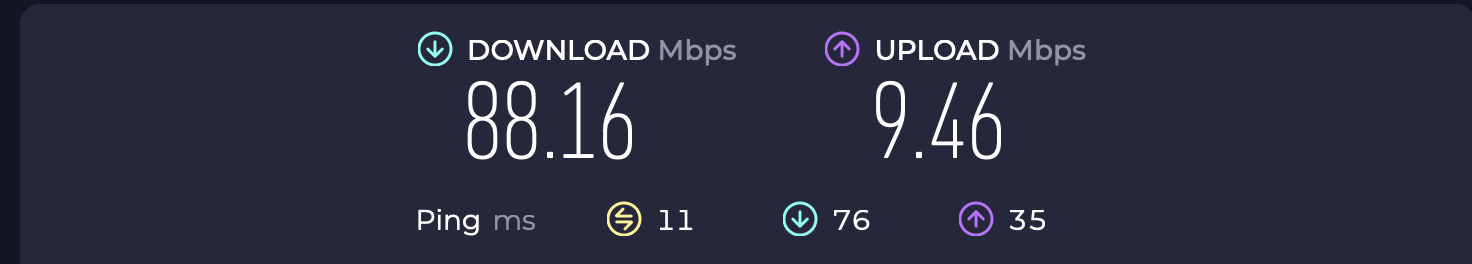 DOWNLOAD Mbps UPLOAD Mbps
88.16 9.46
Ping ms 11 76 35